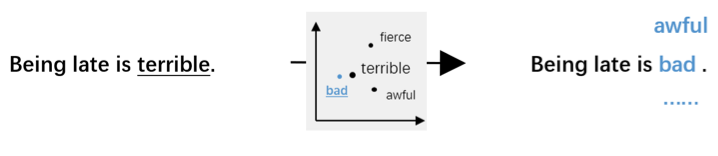 Being late is terrible.
fierce
terrible
bad
awful
awful
Being late is bad .
......